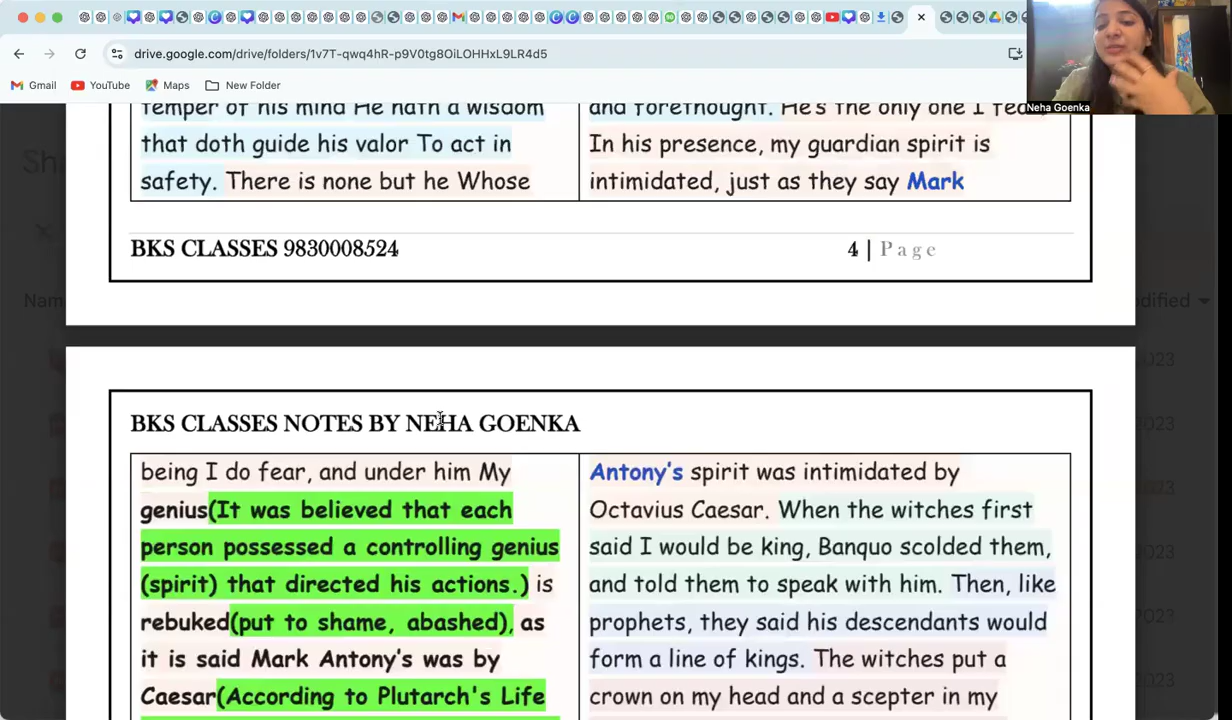 drive.google.com/drive/folders/1v7T-qwq4hR-p9V0tg8OiLOHHxL9LR4d5
Gmail
YouTube
Maps
New Folder
Neha Goenka
temper of his mind He hath a wisdom
that doth guide his valor To act in
safety. There is none but he Whose
and forethought. He's the only one I fear.
In his presence, my guardian spirit is
intimidated, just as they say Mark
BKS CLASSES 9830008524
4 | Page
BKS CLASSES NOTES BY NEHA GOENKA
being I do fear, and under him My
genius(It was believed that each
person possessed a controlling genius
(spirit) that directed his actions.) is
rebuked(put to shame, abashed), as
it is said Mark Antony's was by
Caesar(According to Plutarch's Life
Antony's spirit was intimidated by
Octavius Caesar. When the witches first
said I would be king, Banquo scolded them,
and told them to speak with him. Then, like
prophets, they said his descendants would
form a line of kings. The witches put a
crown on my head and a scepter in my